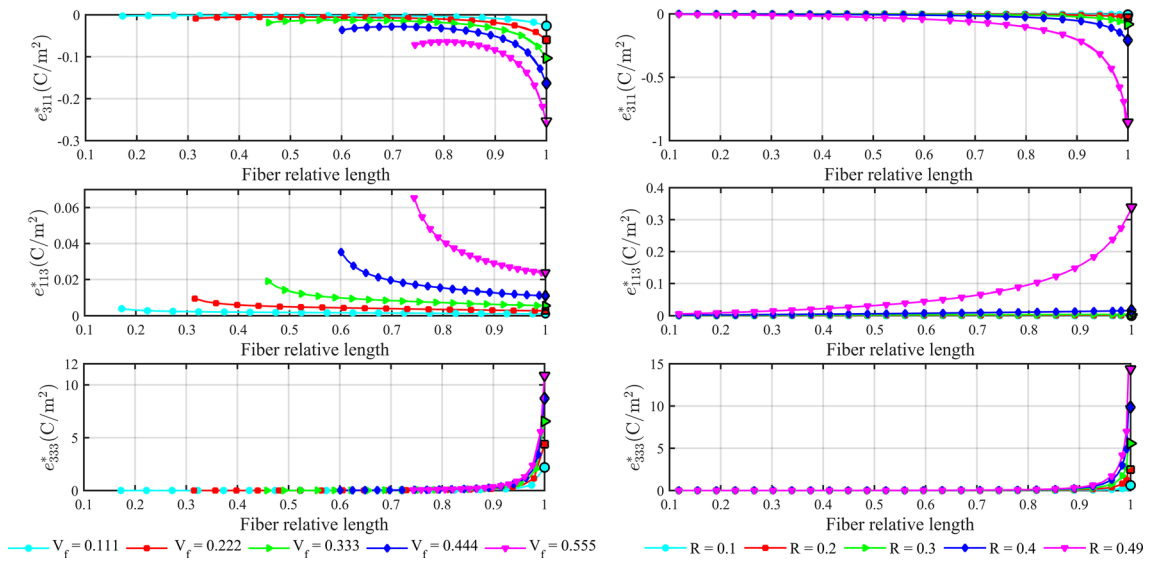 0
-0.1
-0.2
-0.3
e*311(C/m²)
0.1 0.2 0.3 0.4 0.5 0.6 0.7 0.8 0.9 1
Fiber relative length
0
-0.5
-1
e*311(C/m²)
0.1 0.2 0.3 0.4 0.5 0.6 0.7 0.8 0.9 1
Fiber relative length
0.06
0.04
0.02
0
e*113(C/m²)
0.1 0.2 0.3 0.4 0.5 0.6 0.7 0.8 0.9 1
Fiber relative length
0.4
0.3
0.2
0.1
0
e*113(C/m²)
0.1 0.2 0.3 0.4 0.5 0.6 0.7 0.8 0.9 1
Fiber relative length
12
10
5
0
e*333(C/m²)
0.1 0.2 0.3 0.4 0.5 0.6 0.7 0.8 0.9 1
Fiber relative length
15
10
5
0
e*333(C/m²)
0.1 0.2 0.3 0.4 0.5 0.6 0.7 0.8 0.9 1
Fiber relative length
Vf = 0.111 Vf = 0.222 Vf = 0.333 Vf = 0.444 Vf = 0.555
R = 0.1 R = 0.2 R = 0.3 R = 0.4 R = 0.49